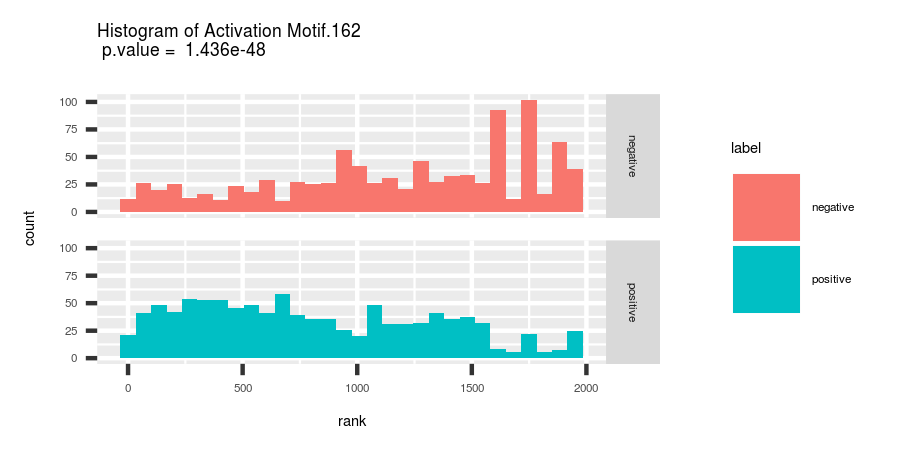 Histogram of Activation Motif.162
p.value = 1.436e-48
count
100
75
50
25
0
negative
100
75
50
25
0
positive
0 500 1000 1500 2000
rank
label
negative
positive